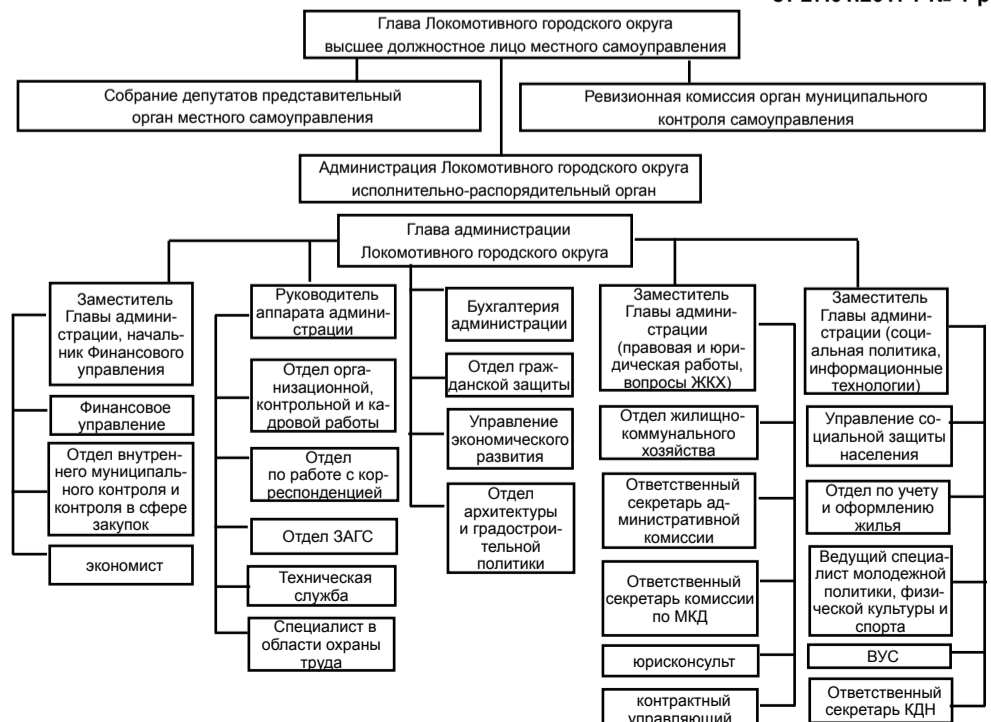 Глава Локомотивного городского округа
высшее должностное лицо местного самоуправления
Собрание депутатов представительный
орган местного самоуправления
Ревизионная комиссия орган муниципального
контроля самоуправления
Администрация Локомотивного городского округа
исполнительно-распорядительный орган
Глава администрации
Локомотивного городского округа
Заместитель
Главы админи-
страции, началь-
ник Финансового
управления
Финансовое
управление
Отдел внутрен-
него муниципаль-
ного контроля и
контроля в сфере
закупок
экономист
Руководитель
аппарата админи-
страции
Отдел орга-
низационной,
контрольной и ка-
дровой работы
Отдел
по работе с кор-
респонденцией
Отдел ЗАГС
Техническая
служба
Специалист в
области охраны
труда
Бухгалтерия
администрации
Отдел граж-
данской защиты
Управление
экономического
развития
Отдел
архитектуры
и градострои-
тельной
политики
Заместитель
Главы админи-
страции
(правовая и юри-
дическая работы,
вопросы ЖКХ)
Отдел жилищно-
коммунального
хозяйства
Ответственный
секретарь ад-
министративной
комиссии
Ответственный
секретарь комиссии
по МКД
юрисконсульт
контрактный
управляющий
Заместитель
Главы админи-
страции (соци-
альная политика,
информационные
технологии)
Управление со-
циальной защиты
населения
Отдел по учету
и оформлению
жилья
Ведущий специа-
лист молодежной
политики, физи-
ческой культуры и
спорта
ВУС
Ответственный
секретарь КДН